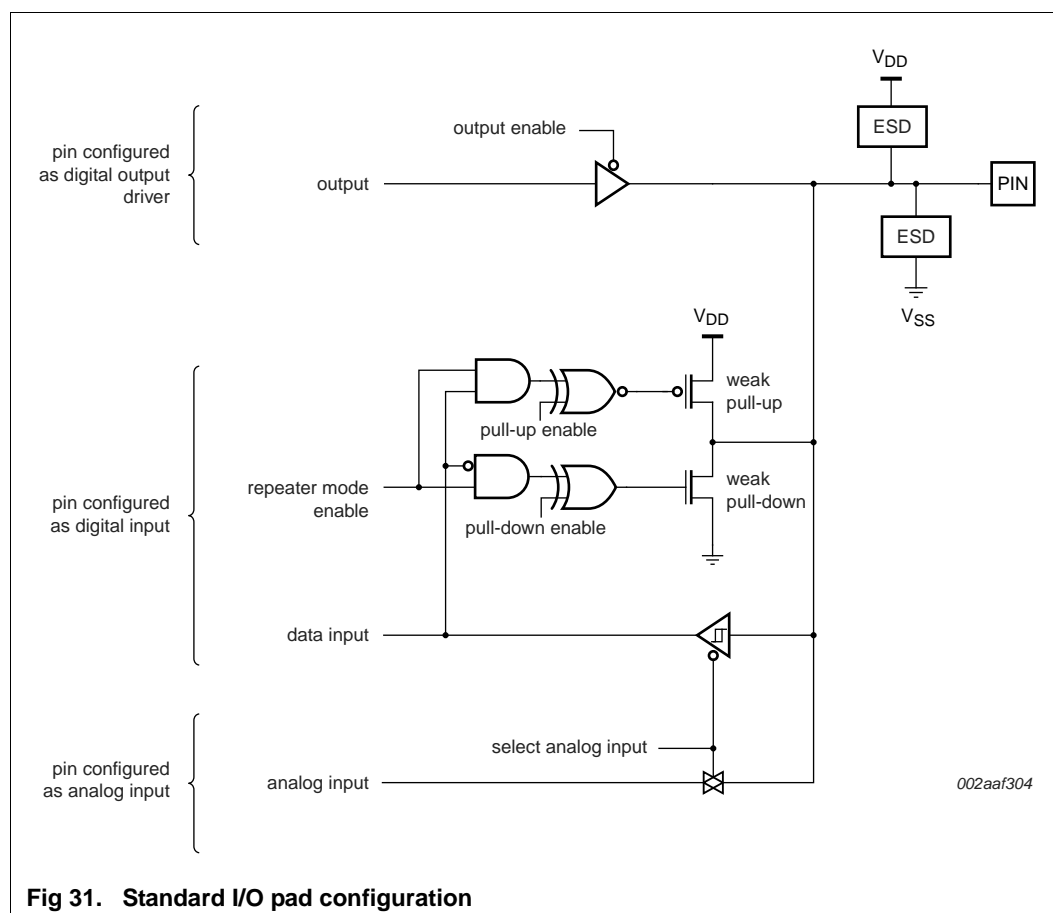 VDD
ESD
output enable
pin configured
as digital output
driver
output
PIN
ESD
VSS
VDD
weak
pull-up
pull-up enable
pin configured
as digital input
repeater mode
enable
weak
pull-down
pull-down enable
data input
select analog input
pin configured
as analog input
analog input
002aaf304
Fig 31. Standard I/O pad configuration